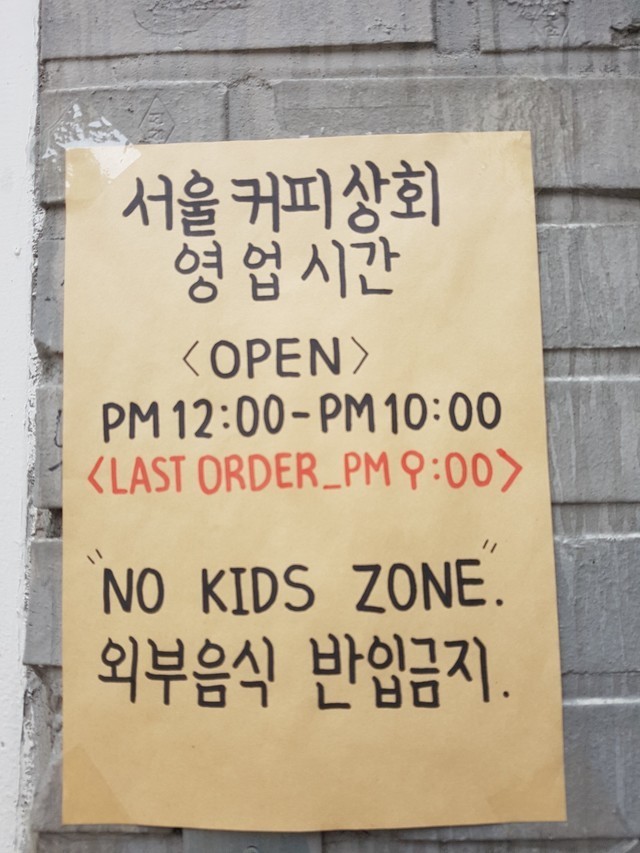 서울 커피 상회
영업시간
<OPEN>
PM 12:00-PM 10:00
<LAST ORDER_PM 9:00>
"NO KIDS ZONE".
외부음식 반입금지.